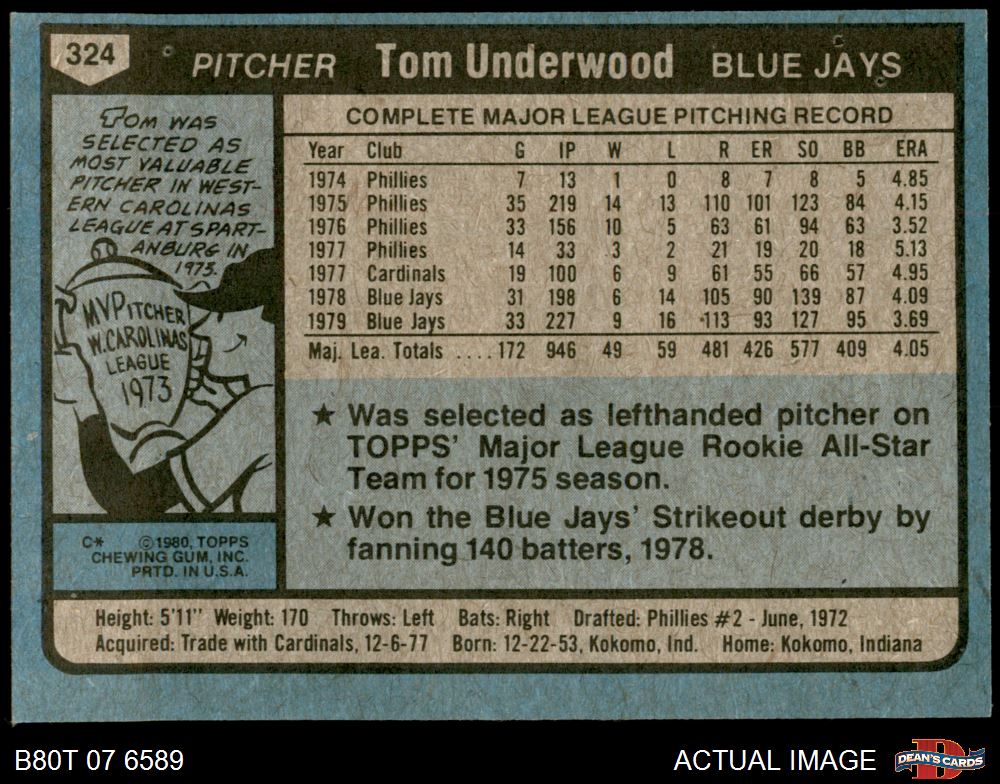 324 PITCHER Tom Underwood BLUE JAYS
TOM WAS
SELECTED AS
MOST VALUABLE
PITCHER IN WEST-
ERN CAROLINAS
LEAGUE AT SPART-
ANBURG IN
1973.
MVPITCHER
W. CAROLINAS
LEAGUE
1973
COMPLETE MAJOR LEAGUE PITCHING RECORD
Year Club G IP W L R ER SO BB ERA
1974 Phillies 7 13 1 0 8 7 8 5 4.85
1975 Phillies 35 219 14 13 110 101 123 84 4.15
1976 Phillies 33 156 10 5 63 61 94 63 3.52
1977 Phillies 14 33 3 2 21 19 20 18 5.13
1977 Cardinals 19 100 6 9 61 55 66 57 4.95
1978 Blue Jays 31 198 6 14 105 90 139 87 4.09
1979 Blue Jays 33 227 9 16 113 93 127 95 3.69
Maj. Lea. Totals ....172 946 49 59 481 426 577 409 4.05
★ Was selected as lefthanded pitcher on
TOPPS' Major League Rookie All-Star
Team for 1975 season.
★ Won the Blue Jays' Strikeout derby by
fanning 140 batters, 1978.
C* ©1980, TOPPS
CHEWING GUM, INC.
PRTD. IN U.S.A.
Height: 5'11" Weight: 170 Throws: Left Bats: Right Drafted: Phillies #2 - June, 1972
Acquired: Trade with Cardinals, 12-6-77 Born: 12-22-53, Kokomo, Ind. Home: Kokomo, Indiana
B80T 07 6589 ACTUAL IMAGE DEAN'S CARDS